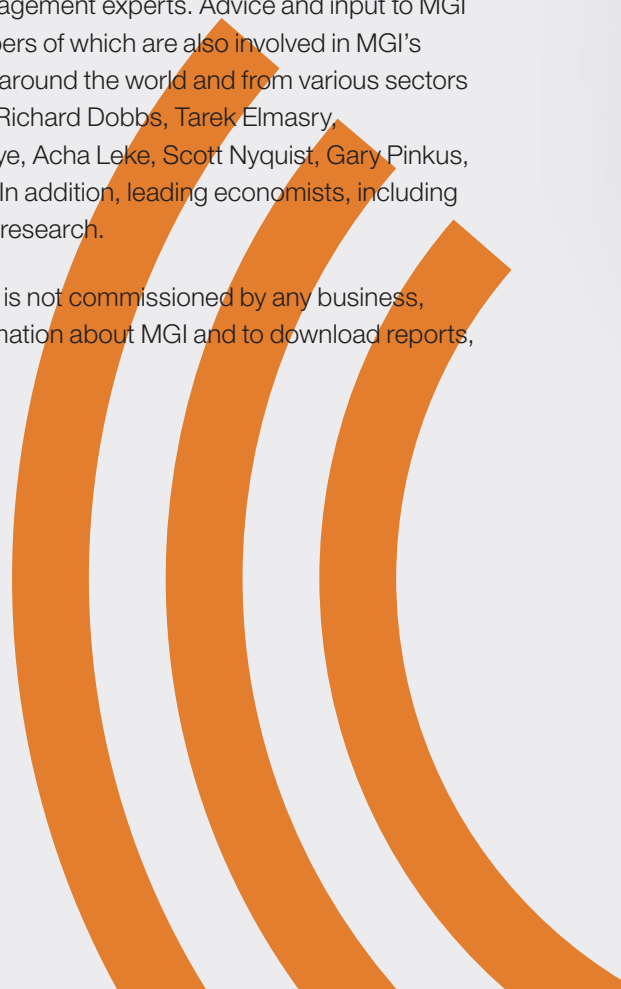 agement experts. Advice and input to MGI
bers of which are also involved in MGI's
around the world and from various sectors
Richard Dobbs, Tarek Elmasry,
ye, Acha Leke, Scott Nyquist, Gary Pinkus,
In addition, leading economists, including
research.
is not commissioned by any business,
nation about MGI and to download reports,